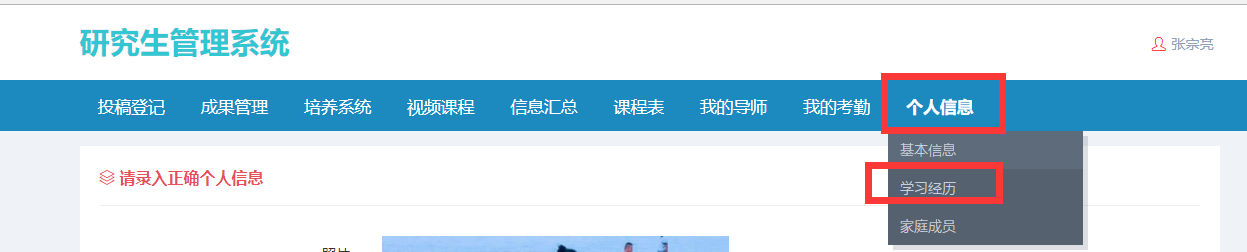 研究生管理系统
张宗亮
投稿登记 成果管理 培养系统 视频课程 信息汇总 课程表 我的导师 我的考勤 个人信息
基本信息
请录入正确个人信息
学习经历
家庭成员
照片